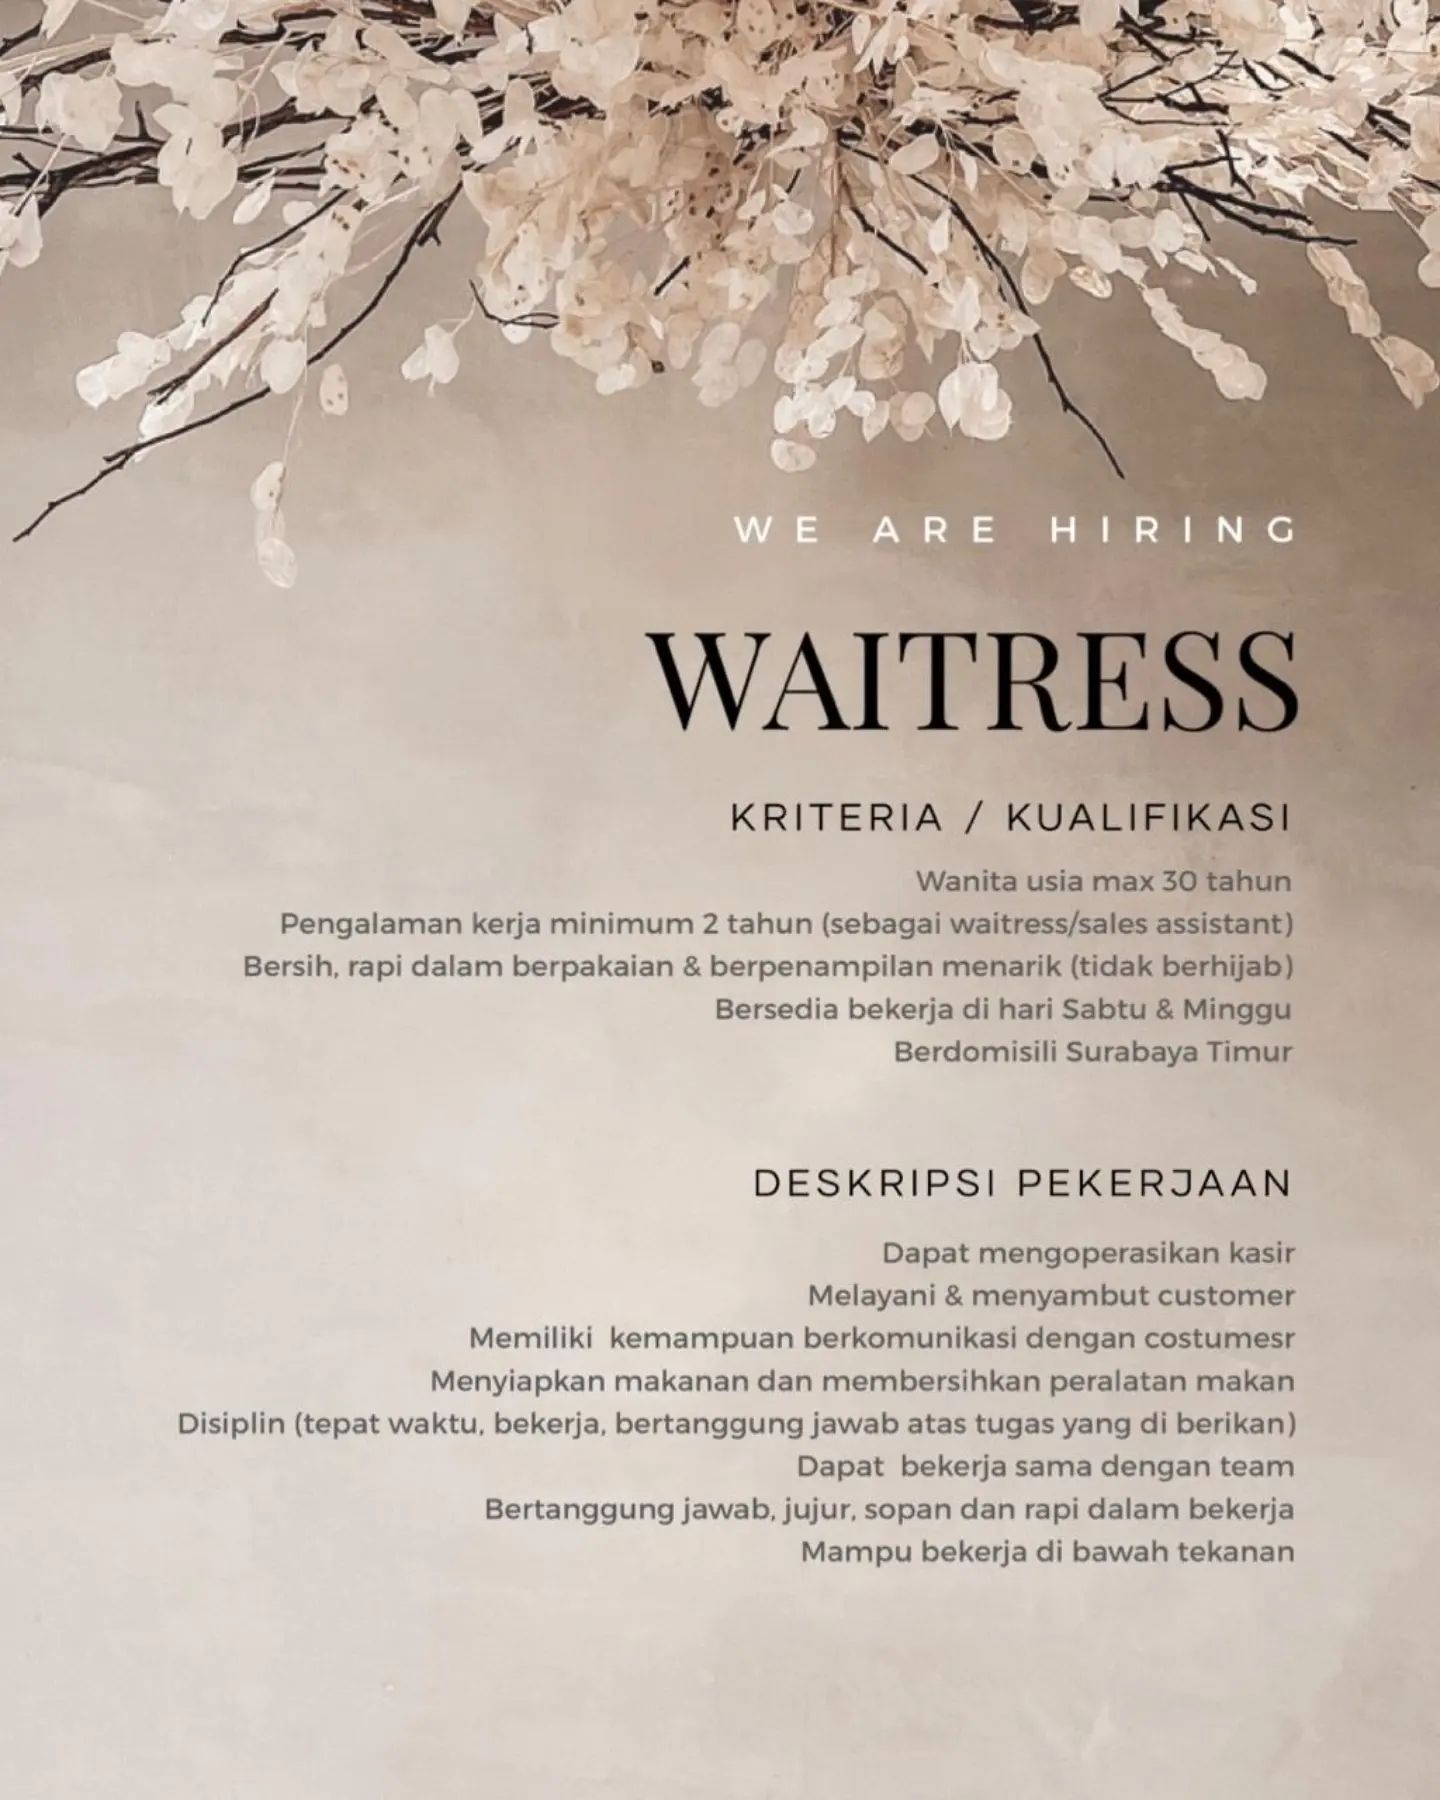 WE ARE HIRING
WAITRESS
KRITERIA / KUALIFIKASI
Wanita usia max 30 tahun
Pengalaman kerja minimum 2 tahun (sebagai waitress/sales assistant)
Bersih, rapi dalam berpakaian & berpenampilan menarik (tidak berhijab)
Bersedia bekerja di hari Sabtu & Minggu
Berdomisili Surabaya Timur
DESKRIPSI PEKERJAAN
Dapat mengoperasikan kasir
Melayani & menyambut customer
Memiliki  kemampuan berkomunikasi dengan costumesr
Menyiapkan makanan dan membersihkan peralatan makan
Disiplin (tepat waktu, bekerja, bertanggung jawab atas tugas yang di berikan)
Dapat  bekerja sama dengan team
Bertanggung jawab, jujur, sopan dan rapi dalam bekerja
Mampu bekerja di bawah tekanan